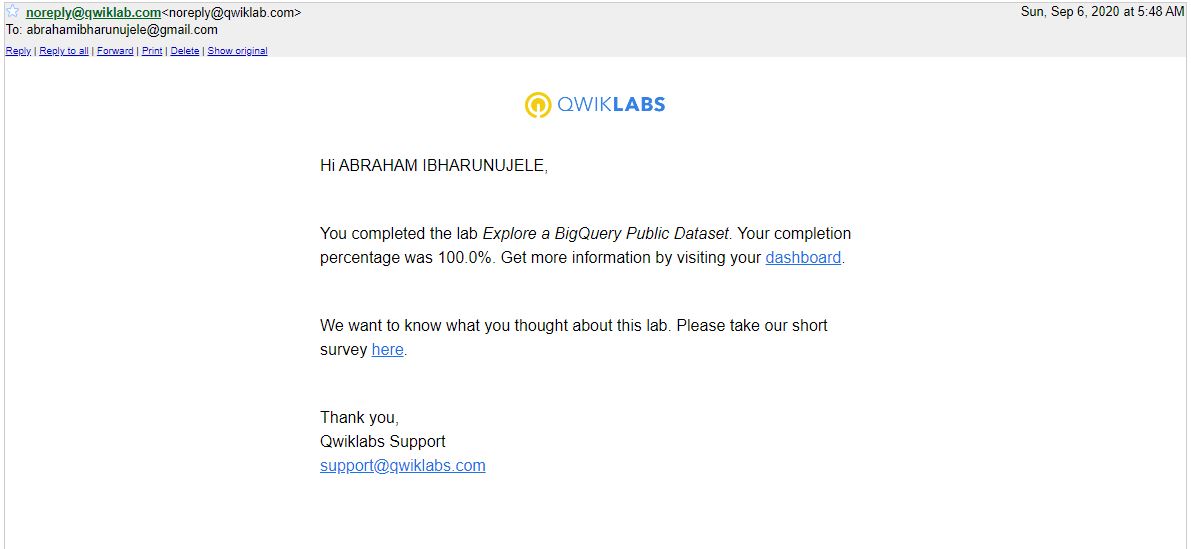 noreply@qwiklab.com<noreply@qwiklab.com> Sun, Sep 6, 2020 at 5:48 AM
To: abrahamibharunujele@gmail.com
Reply | Reply to all | Forward | Print | Delete | Show original
QWIKLABS
Hi ABRAHAM IBHARUNUJELE,
You completed the lab Explore a BigQuery Public Dataset. Your completion
percentage was 100.0%. Get more information by visiting your dashboard.
We want to know what you thought about this lab. Please take our short
survey here.
Thank you,
Qwiklabs Support
support@qwiklabs.com